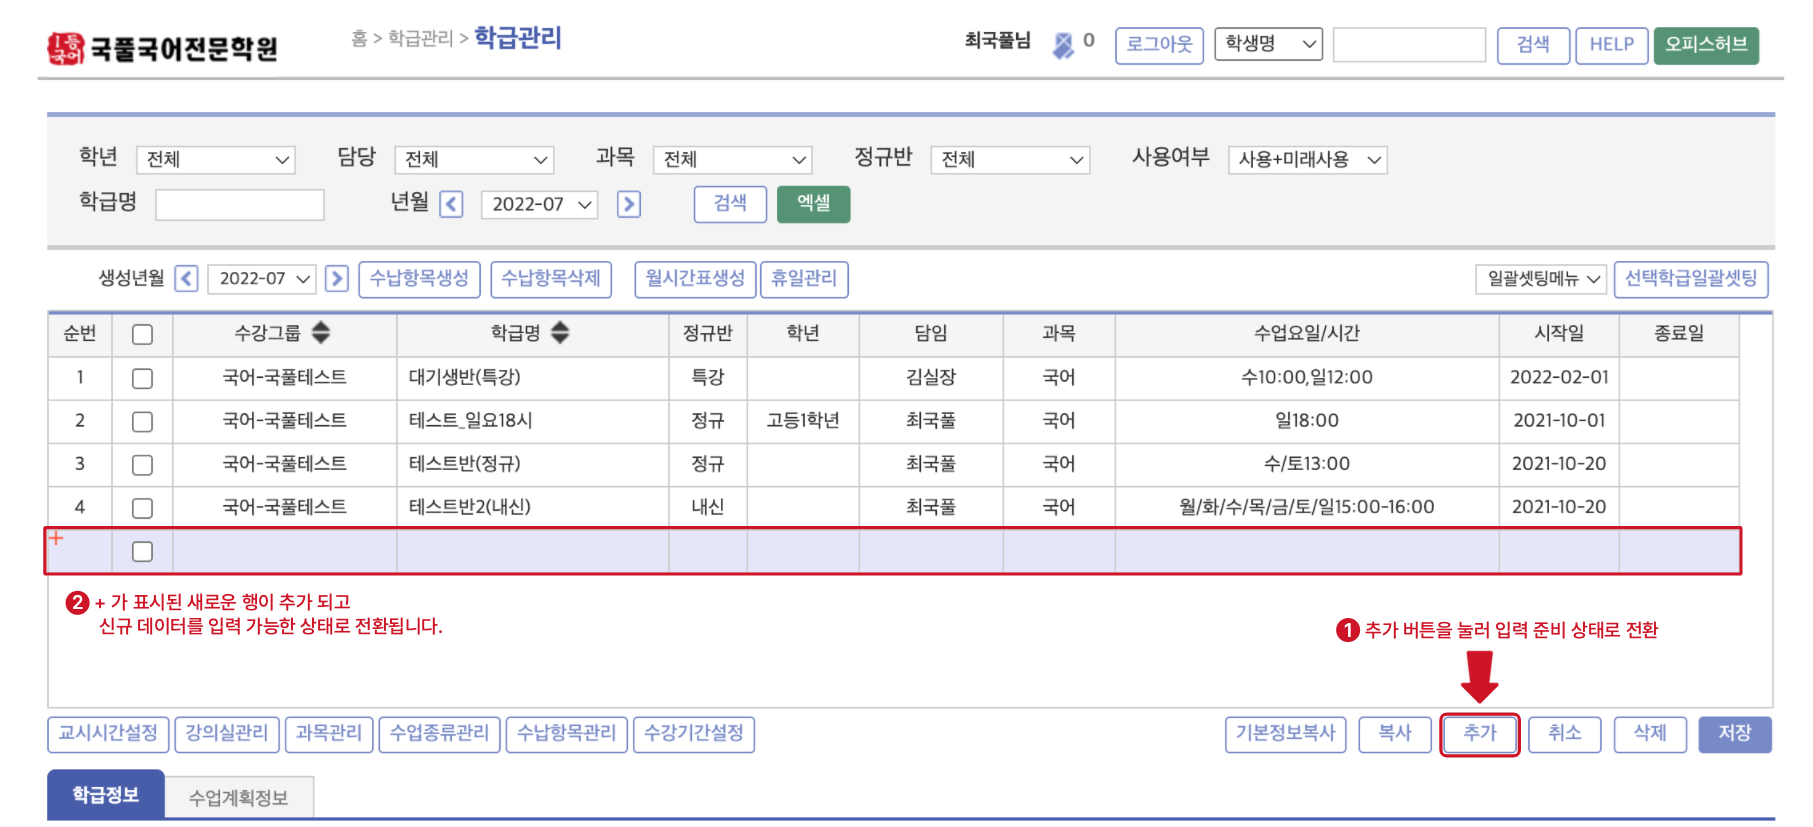 1등국어 국풀국어전문학원
홈 > 학급관리 > 학급관리
최국풀님 0 로그아웃 학생명 검색 HELP 오피스허브
학년 전체 담당 전체 과목 전체 정규반 전체 사용여부 사용+미래사용
학급명 년월 < 2022-07 > 검색 엑셀
생성년월 < 2022-07 > 수납항목생성 수납항목삭제 월시간표생성 휴일관리 일괄셋팅메뉴 선택학급일괄셋팅
순번 수강그룹 학급명 정규반 학년 담임 과목 수업요일/시간 시작일 종료일
1 국어-국풀테스트 대기생반(특강) 특강 김실장 국어 수10:00,일12:00 2022-02-01
2 국어-국풀테스트 테스트_일요18시 정규 고등1학년 최국풀 국어 일18:00 2021-10-01
3 국어-국풀테스트 테스트반(정규) 정규 최국풀 국어 수/토13:00 2021-10-20
4 국어-국풀테스트 테스트반2(내신) 내신 최국풀 국어 월/화/수/목/금/토/일15:00-16:00 2021-10-20
+
2 + 가 표시된 새로운 행이 추가 되고
신규 데이터를 입력 가능한 상태로 전환됩니다.
1 추가 버튼을 눌러 입력 준비 상태로 전환
교시시간설정 강의실관리 과목관리 수업종류관리 수납항목관리 수강기간설정 기본정보복사 복사 추가 취소 삭제 저장
학급정보 수업계획정보